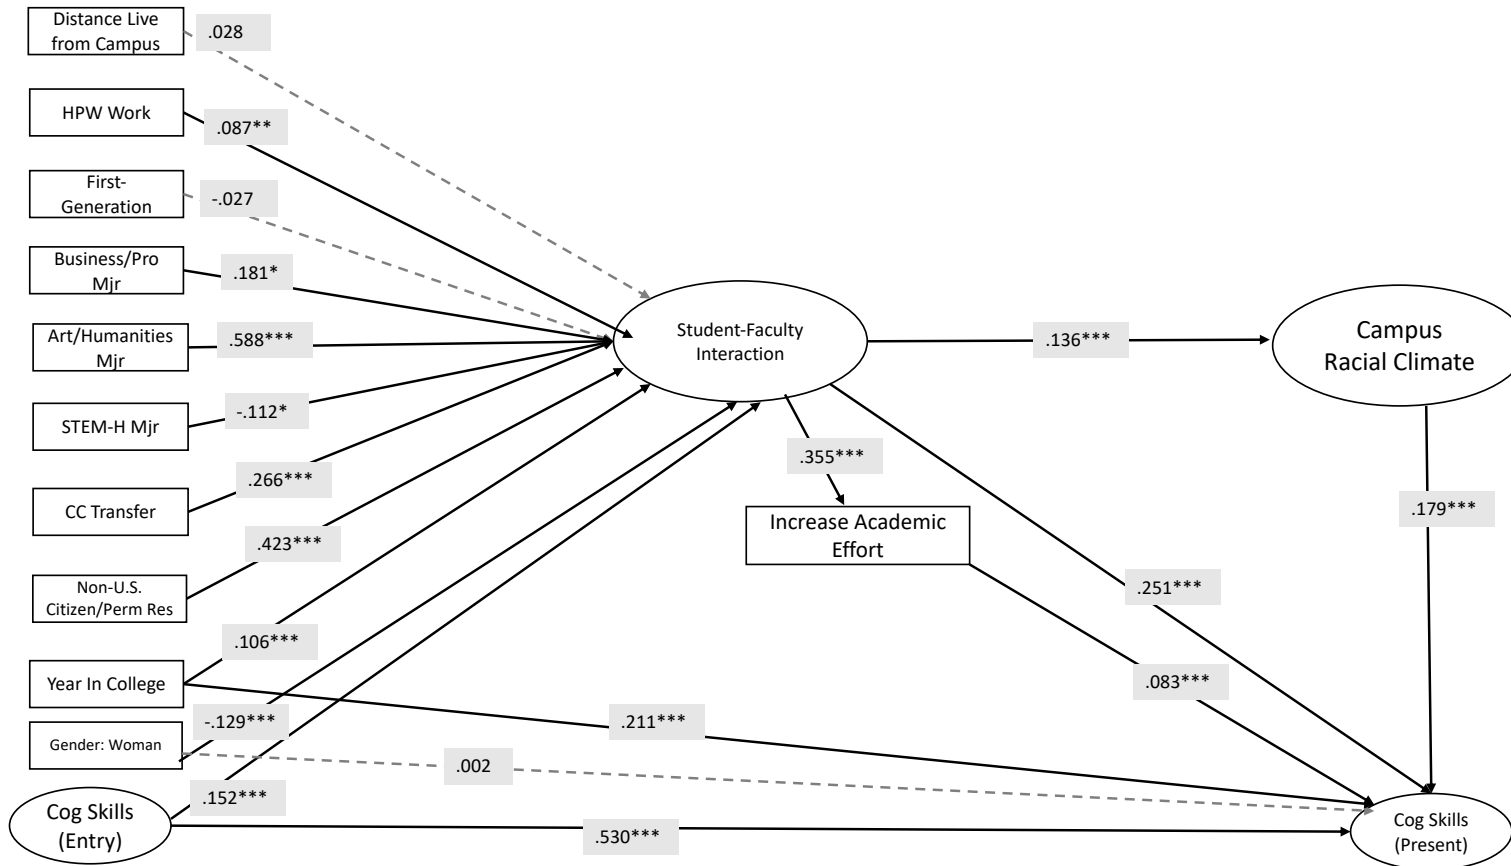 Distance Live
from Campus
.028
HPW Work
.087**
First-
Generation
-.027
Business/Pro
Mjr
.181*
Art/Humanities
Mjr
.588***
STEM-H Mjr
-.112*
CC Transfer
.266***
Non-U.S.
Citizen/Perm Res
.423***
Year In College
.106***
Gender: Woman
-.129***
Cog Skills
(Entry)
.152***
Student-Faculty
Interaction
.136***
Campus
Racial Climate
.355***
Increase Academic
Effort
.179***
.251***
.083***
.211***
.002
.530***
Cog Skills
(Present)